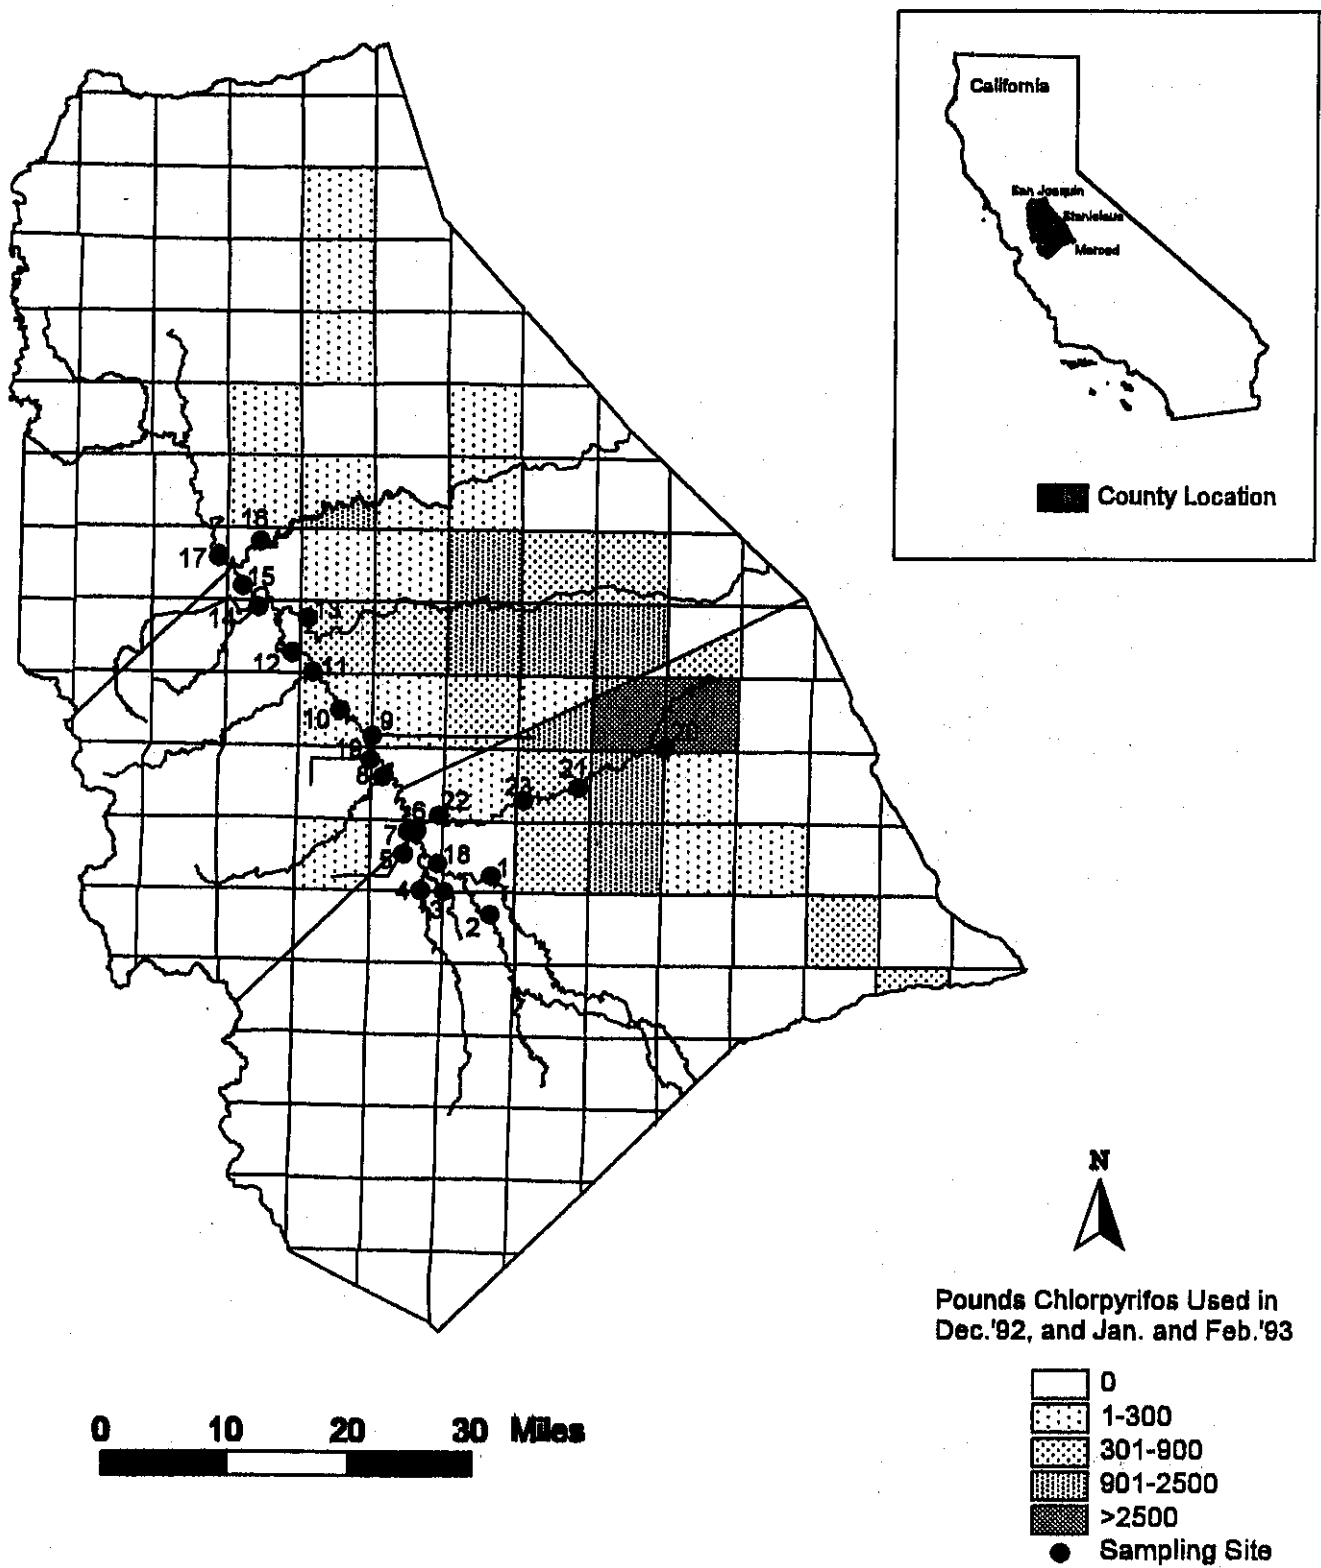 California
San Joaquin
Stanislaus
Merced
County Location
16
17
15
14
13
12
11
10
9
19
8
20
21
23
22
6
7
5
18
1
4
3
2
N
Pounds Chlorpyrifos Used in
Dec.'92, and Jan. and Feb.'93
0
1-300
301-900
901-2500
>2500
Sampling Site
0 10 20 30 Miles